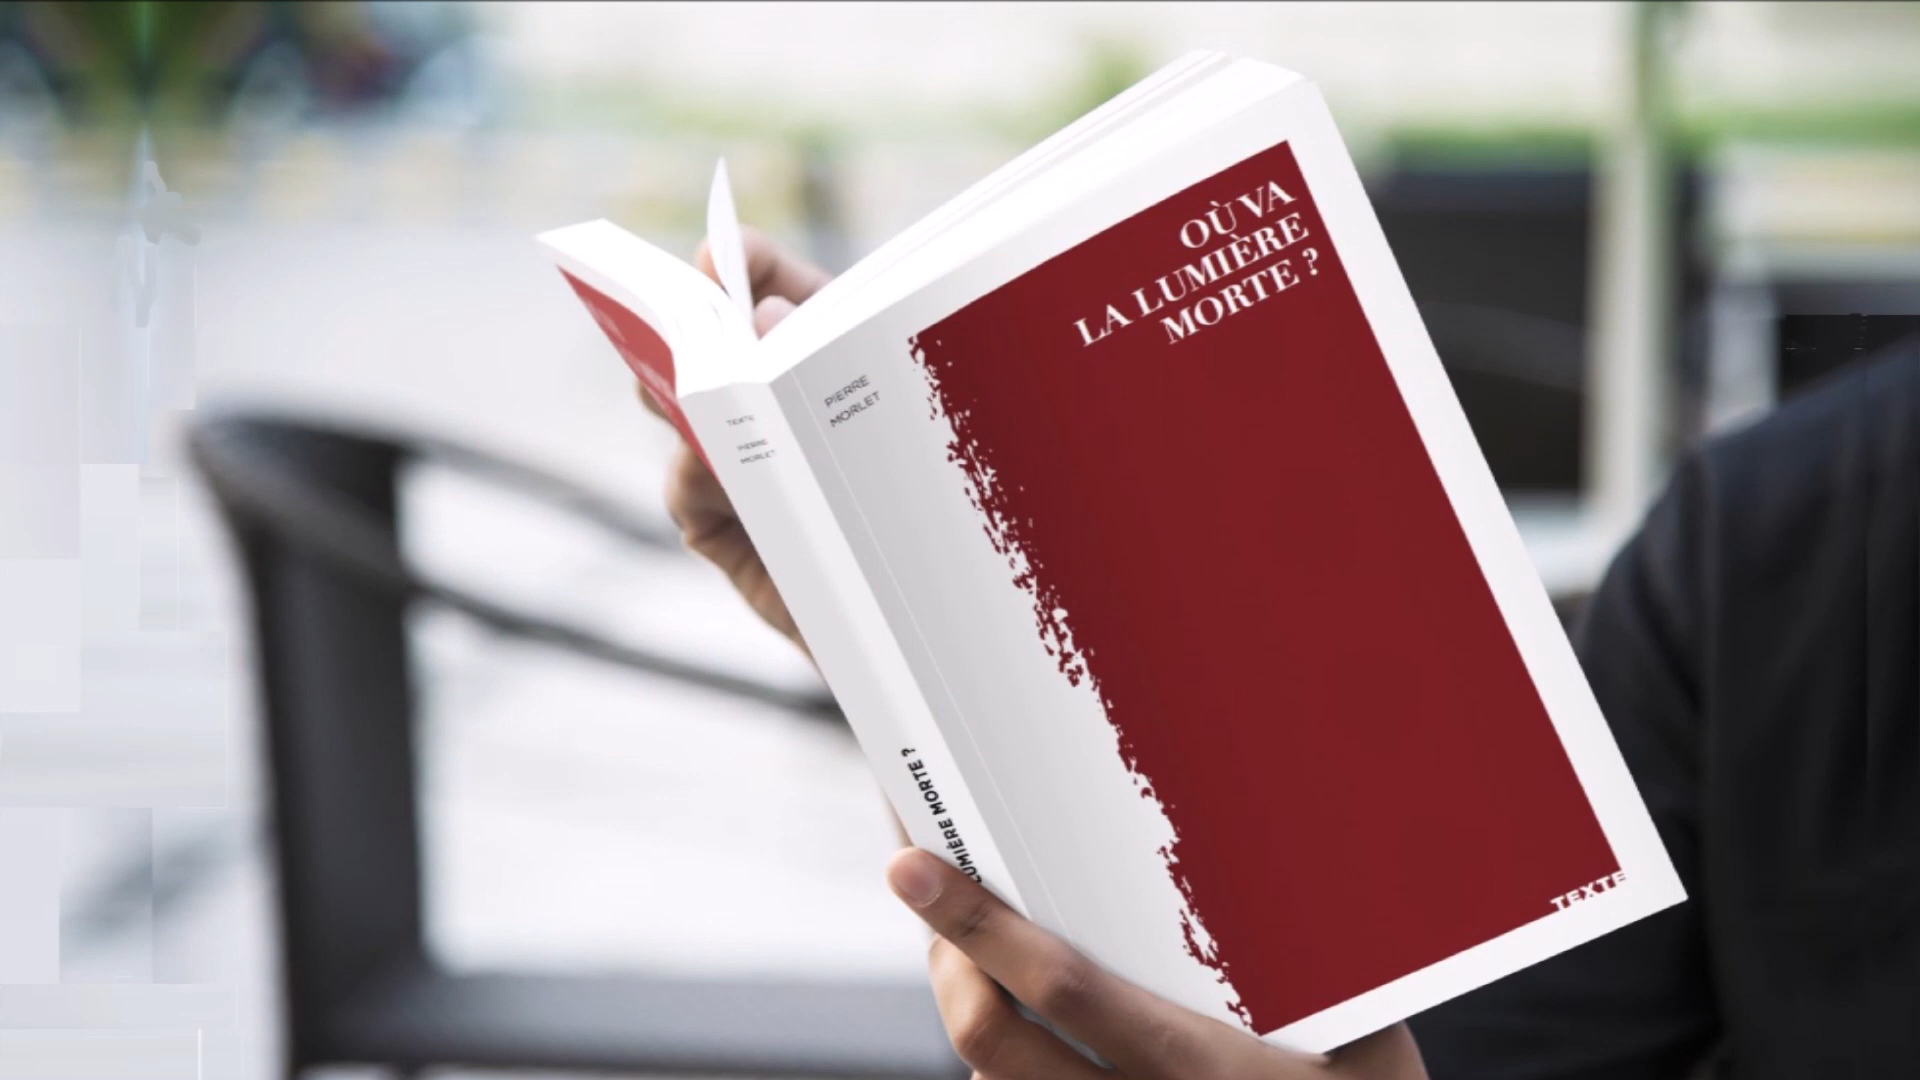 OÙ VA
LA LUMIÈRE
MORTE ?
PIERRE
MORLET
TEXTE
PIERRE
MORLET
LUMIÈRE MORTE ?
TEXTE